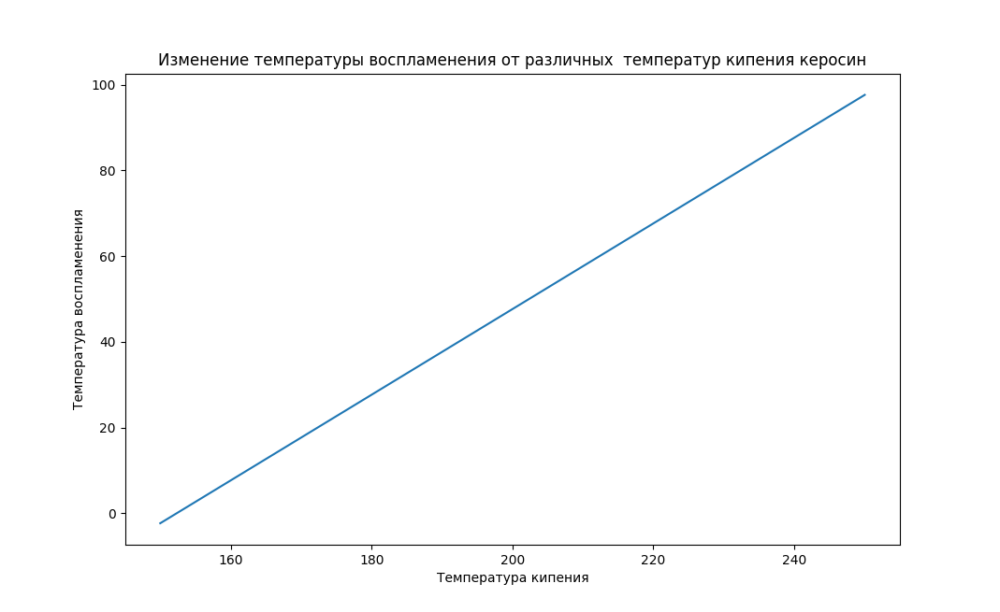 Изменение температуры воспламенения от различных  температур кипения керосин
100
80
60
40
20
0
Температура воспламенения
160 180 200 220 240
Температура кипения